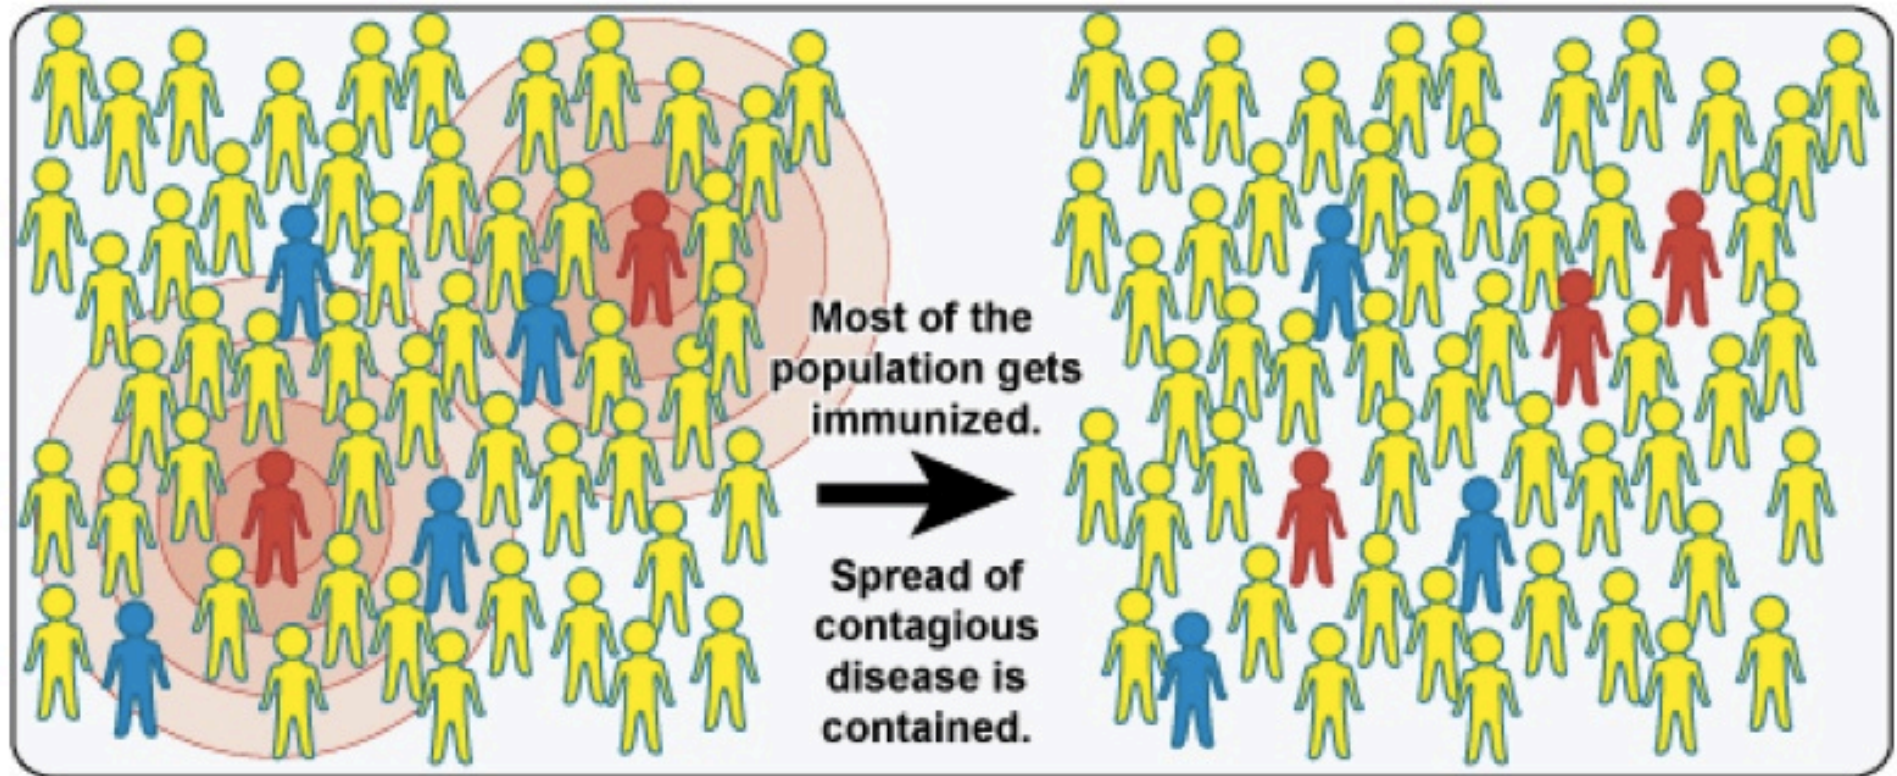 Most of the
population gets
immunized.
Spread of
contagious
disease is
contained.